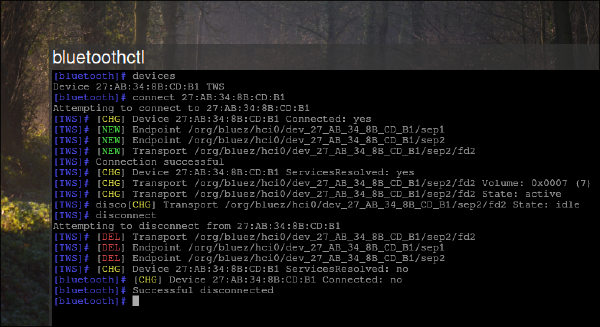 bluetoothctl
[bluetooth]# devices
Device 27:AB:34:8B:CD:B1 TWS
[bluetooth]# connect 27:AB:34:8B:CD:B1
Attempting to connect to 27:AB:34:8B:CD:B1
[TWS]# [CHG] Device 27:AB:34:8B:CD:B1 Connected: yes
[TWS]# [NEW] Endpoint /org/bluez/hci0/dev_27_AB_34_8B_CD_B1/sep1
[TWS]# [NEW] Endpoint /org/bluez/hci0/dev_27_AB_34_8B_CD_B1/sep2
[TWS]# [NEW] Transport /org/bluez/hci0/dev_27_AB_34_8B_CD_B1/sep2/fd2
[TWS]# Connection successful
[TWS]# [CHG] Device 27:AB:34:8B:CD:B1 ServicesResolved: yes
[TWS]# [CHG] Transport /org/bluez/hci0/dev_27_AB_34_8B_CD_B1/sep2/fd2 Volume: 0x0007 (7)
[TWS]# [CHG] Transport /org/bluez/hci0/dev_27_AB_34_8B_CD_B1/sep2/fd2 State: active
[TWS]# disco[CHG] Transport /org/bluez/hci0/dev_27_AB_34_8B_CD_B1/sep2/fd2 State: idle
[TWS]# disconnect
Attempting to disconnect from 27:AB:34:8B:CD:B1
[TWS]# [DEL] Transport /org/bluez/hci0/dev_27_AB_34_8B_CD_B1/sep2/fd2
[TWS]# [DEL] Endpoint /org/bluez/hci0/dev_27_AB_34_8B_CD_B1/sep1
[TWS]# [DEL] Endpoint /org/bluez/hci0/dev_27_AB_34_8B_CD_B1/sep2
[TWS]# [CHG] Device 27:AB:34:8B:CD:B1 ServicesResolved: no
[bluetooth]# [CHG] Device 27:AB:34:8B:CD:B1 Connected: no
[bluetooth]# Successful disconnected
[bluetooth]#